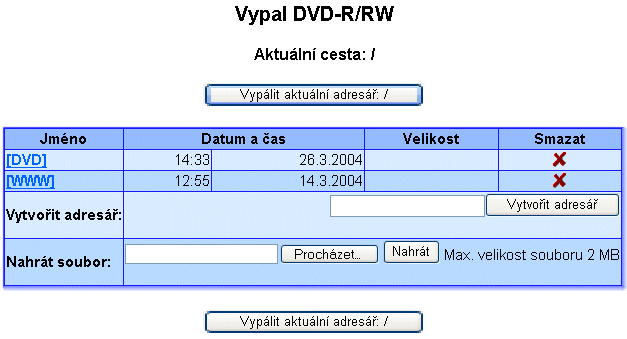 Vypal DVD-R/RW
Aktuální cesta: /
Vypálit aktuální adresář: /
Jméno Datum a čas Velikost Smazat
[DVD] 14:33 26.3.2004
[WWW] 12:55 14.3.2004
Vytvořit adresář: Vytvořit adresář
Nahrát soubor: Procházet... Nahrát Max. velikost souboru 2 MB
Vypálit aktuální adresář: /